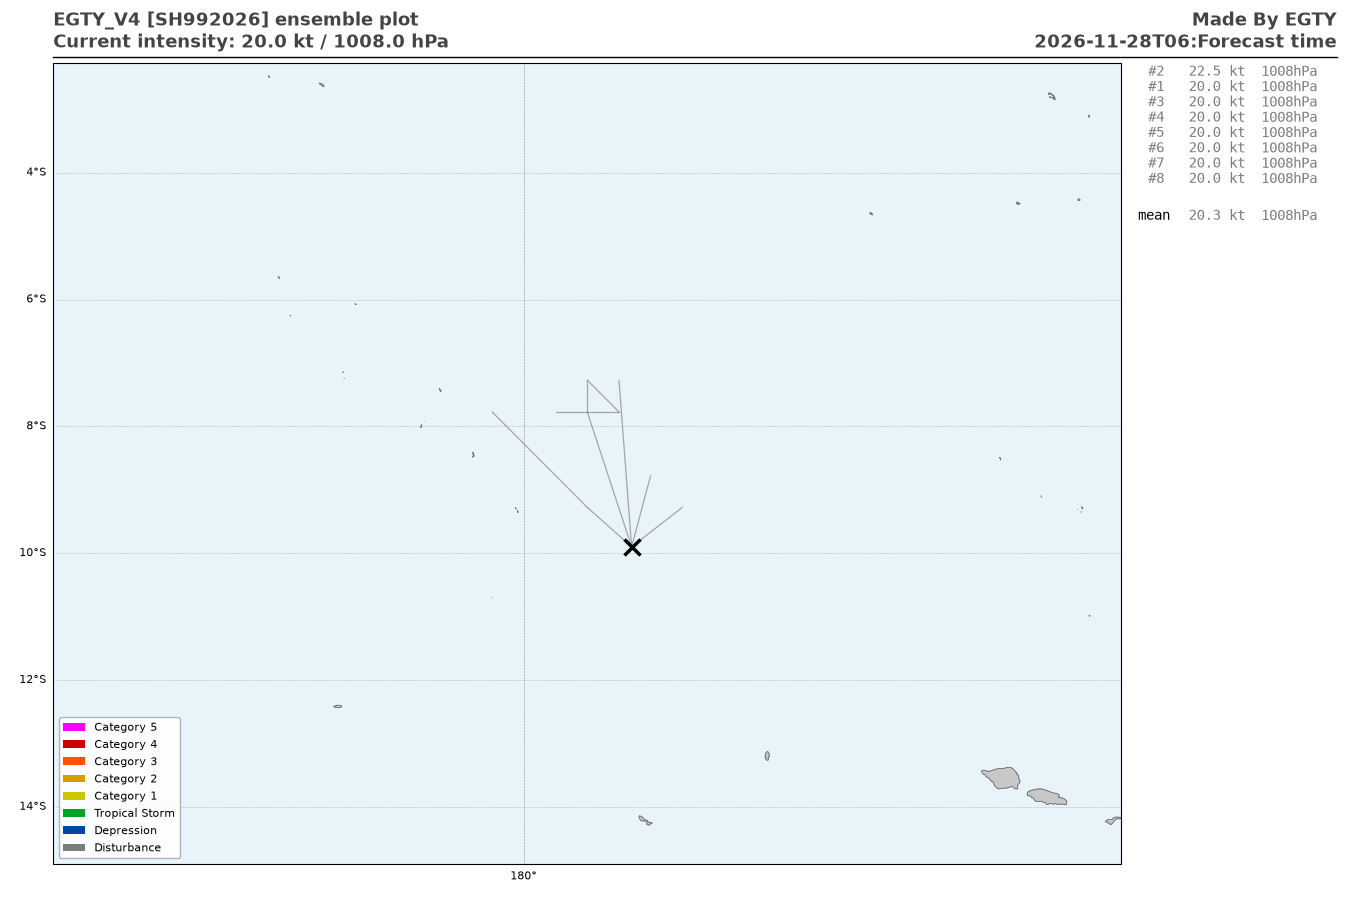 EGTY_V4 [SH992026] ensemble plot
Current intensity: 20.0 kt / 1008.0 hPa
Made By EGTY
2026-11-28T06:Forecast time
#2 22.5 kt 1008hPa
#1 20.0 kt 1008hPa
#3 20.0 kt 1008hPa
#4 20.0 kt 1008hPa
#5 20.0 kt 1008hPa
#6 20.0 kt 1008hPa
#7 20.0 kt 1008hPa
#8 20.0 kt 1008hPa
mean 20.3 kt 1008hPa
4°S
6°S
8°S
10°S
12°S
14°S
180°
Category 5
Category 4
Category 3
Category 2
Category 1
Tropical Storm
Depression
Disturbance